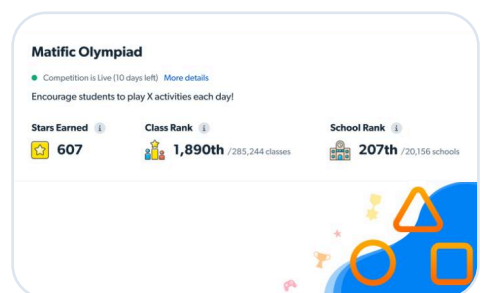 Matific Olympiad
Competition is Live (10 days left) More details
Encourage students to play X activities each day!
Stars Earned i Class Rank i School Rank i
607 1,890th /285,244 classes 207th /20,156 schools